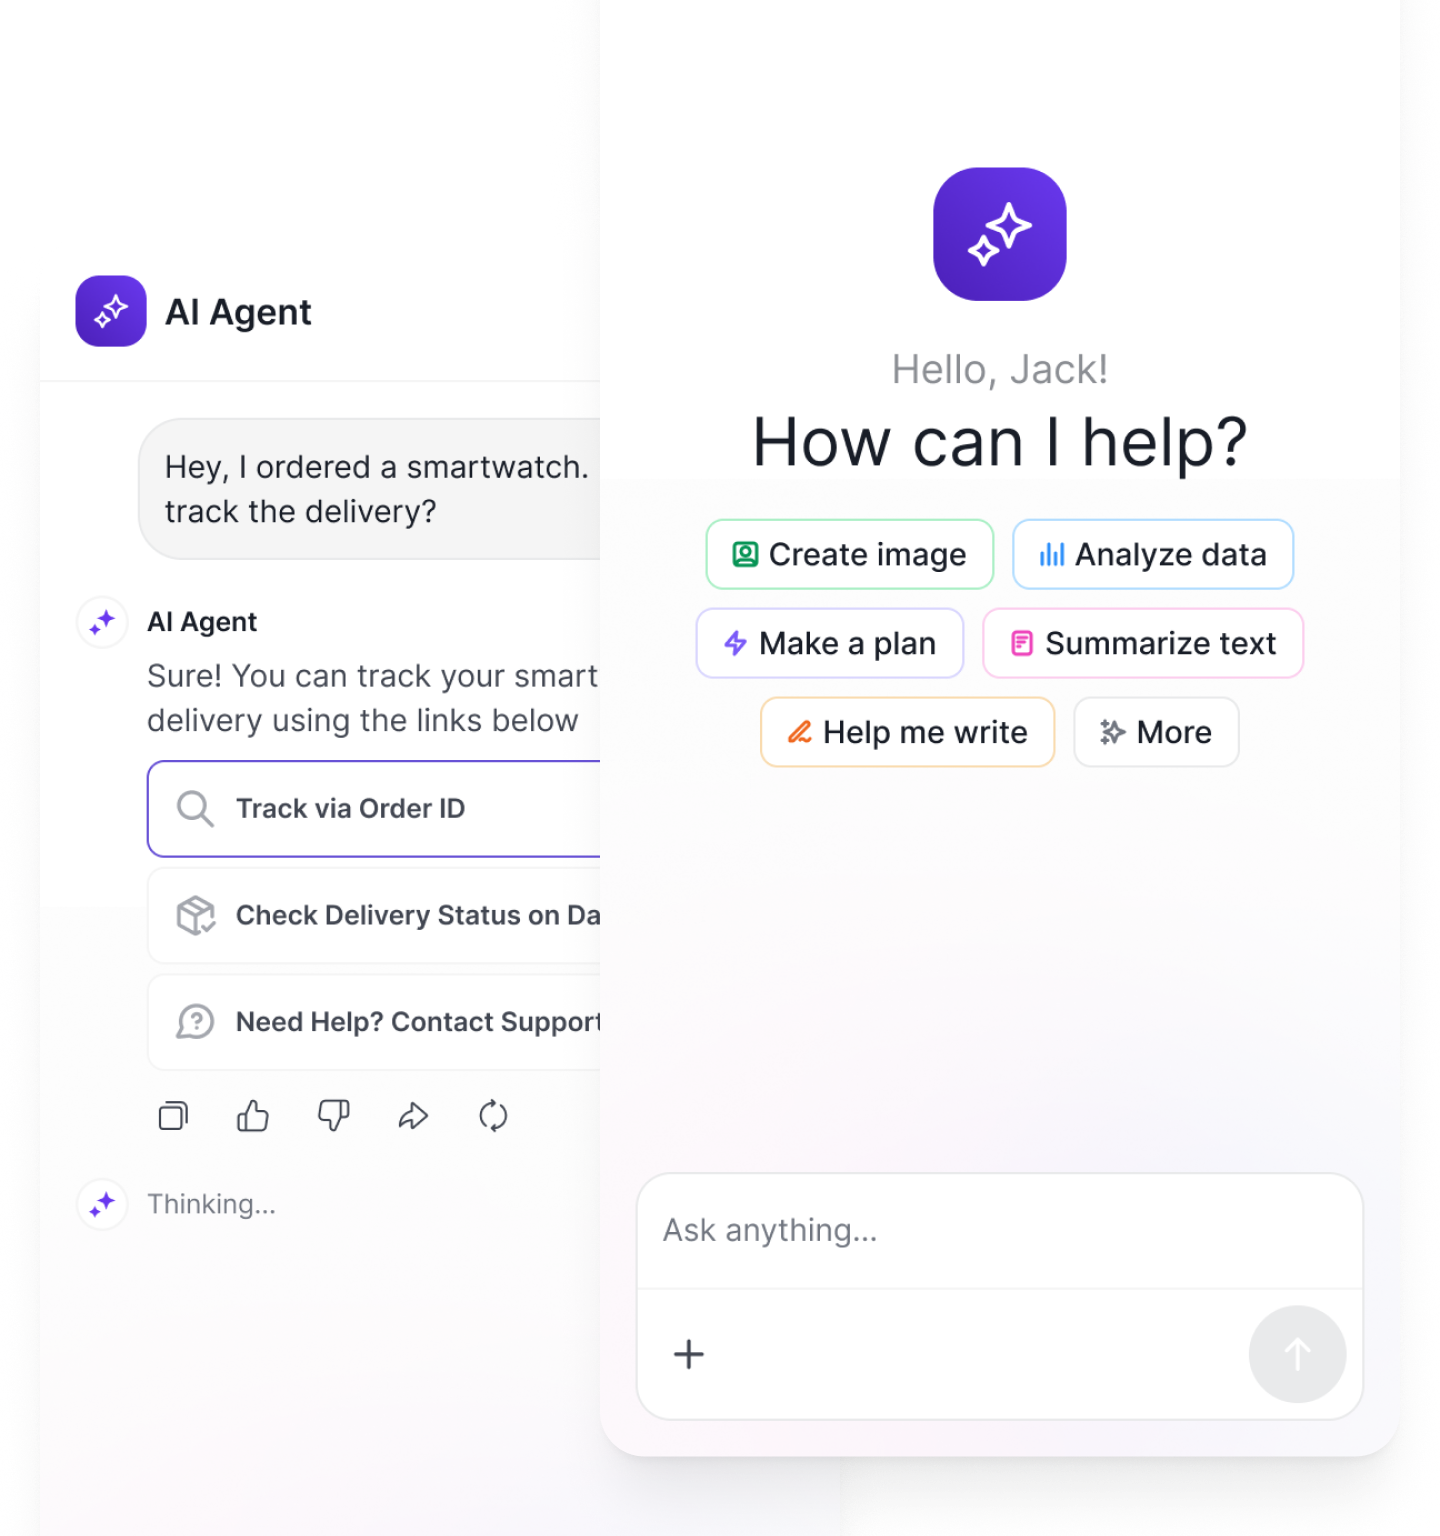 AI Agent
Hey, I ordered a smartwatch.
track the delivery?
AI Agent
Sure! You can track your smart
delivery using the links below
Track via Order ID
Check Delivery Status on Da
Need Help? Contact Support
Thinking...
Hello, Jack!
How can I help?
Create image
Analyze data
Make a plan
Summarize text
Help me write
More
Ask anything...